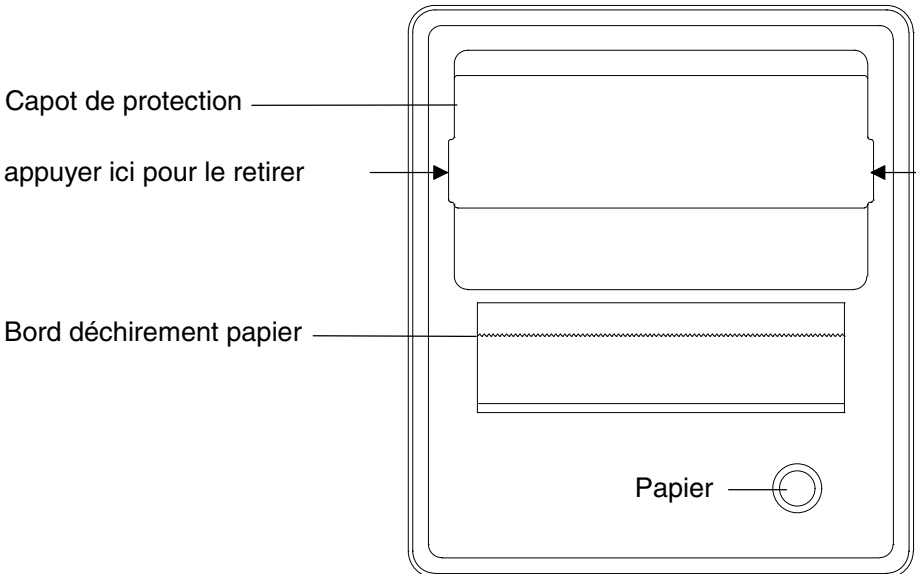 Capot de protection
appuyer ici pour le retirer
Bord déchirement papier
Papier